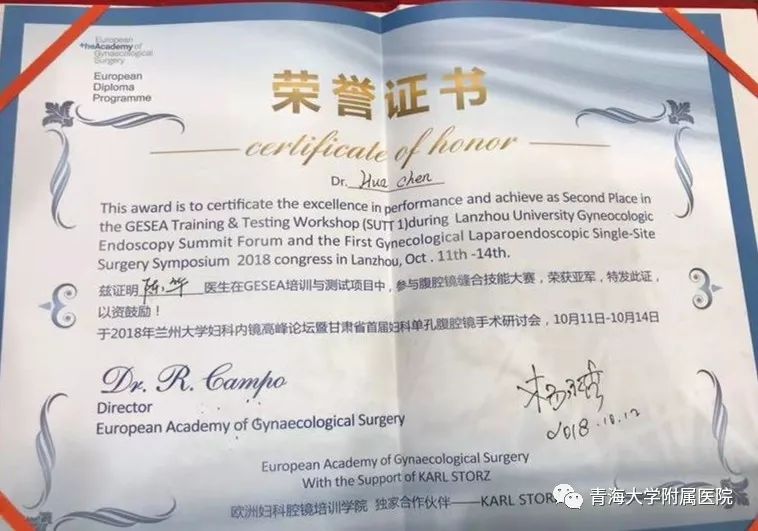 European
theAcademy of
Gynaecological
Surgery
European
Diploma
Programme
荣誉证书
certificate of honor
Dr. Hua Chen
This award is to certificate the excellence in performance and achieve as Second Place in
the GESEA Training & Testing Workshop (SUTT 1)during Lanzhou University Gyneocologic
Endoscopy Summit Forum and the First Gynecological Laparoendoscopic Single-Site
Surgery Symposium 2018 congress in Lanzhou, Oct . 11th -14th.
兹证明 陈华 医生在GESEA培训与测试项目中，参与腹腔镜缝合技能大赛，荣获亚军，特发此证，
以资鼓励！
于2018年兰州大学妇科内镜高峰论坛暨甘肃省首届妇科单孔腹腔镜手术研讨会，10月11日-10月14日
Dr. R. Campo
Director
European Academy of Gynaecological Surgery
2018.10.12
European Academy of Gynaecological Surgery
With the Support of KARL STORZ
欧洲妇科腔镜培训学院 独家合作伙伴——KARL STORZ
青海大学附属医院